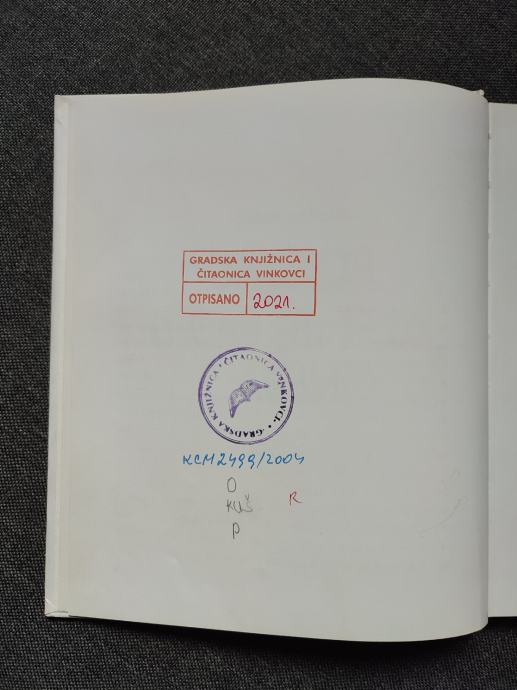 GRADSKA KNJIŽNICA I
ČITAONICA VINKOVCI
OTPISANO 2021.
GRADSKA KNJIŽNICA I ČITAONICA VINKOVCI
KCM2499/2004
O
KUŠ R
P